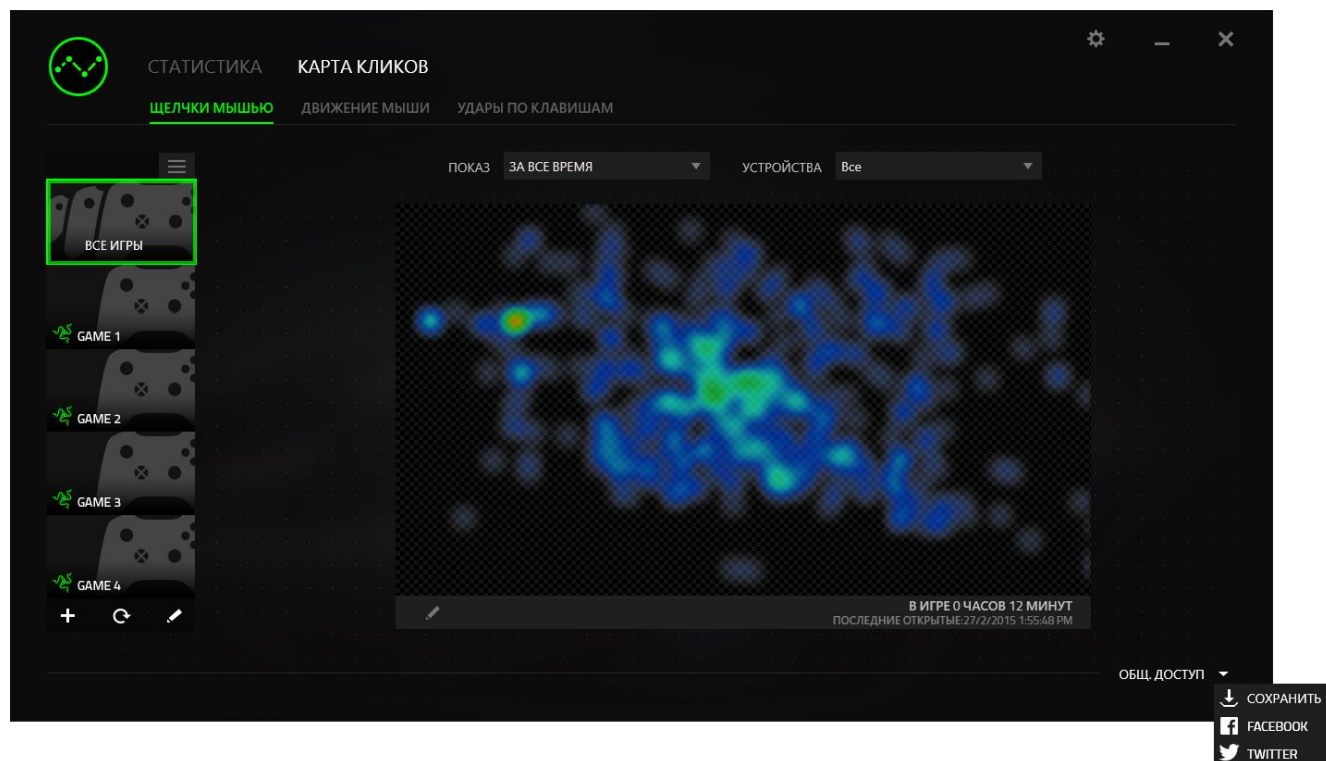 СТАТИСТИКА КАРТА КЛИКОВ
ЩЕЛЧКИ МЫШЬЮ ДВИЖЕНИЕ МЫШИ УДАРЫ ПО КЛАВИШАМ
ПОКАЗ ЗА ВСЕ ВРЕМЯ УСТРОЙСТВА Все
ВСЕ ИГРЫ
GAME 1
GAME 2
GAME 3
GAME 4
В ИГРЕ 0 ЧАСОВ 12 МИНУТ
ПОСЛЕДНИЕ ОТКРЫТЫЕ:27/2/2015 1:55:48 PM
ОБЩ. ДОСТУП
СОХРАНИТЬ
FACEBOOK
TWITTER